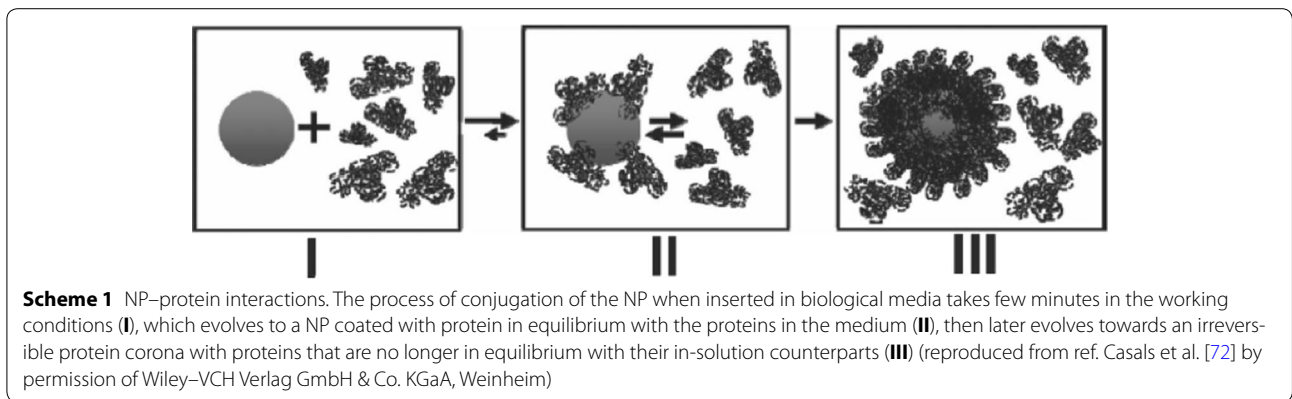 +
I
II
III
Scheme 1 NP–protein interactions. The process of conjugation of the NP when inserted in biological media takes few minutes in the working
conditions (I), which evolves to a NP coated with protein in equilibrium with the proteins in the medium (II), then later evolves towards an irrevers-
ible protein corona with proteins that are no longer in equilibrium with their in-solution counterparts (III) (reproduced from ref. Casals et al. [72] by
permission of Wiley–VCH Verlag GmbH & Co. KGaA, Weinheim)